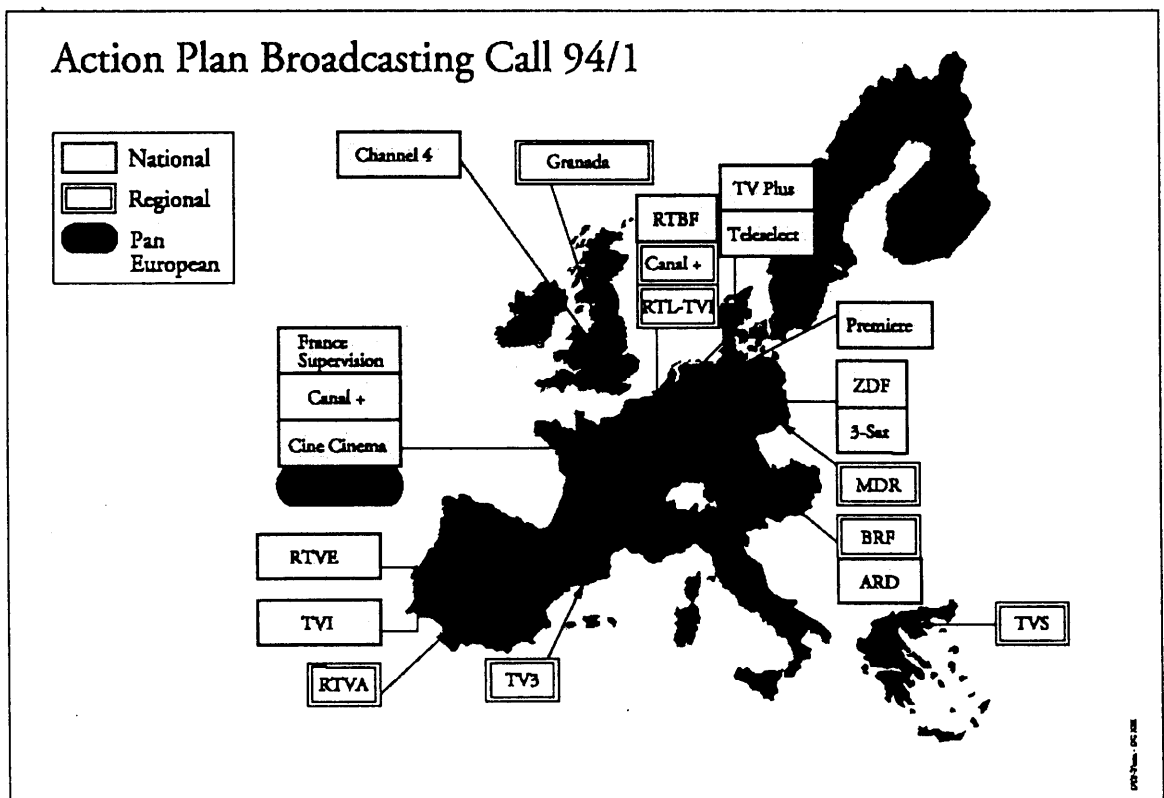 Action Plan Broadcasting Call 94/1
National
Regional
Pan
European
Channel 4
Granada
RTBF
Canal +
RTL-TVI
TV Plus
Teleselect
Premiere
France
Supervision
Canal +
Cine Cinema
ZDF
3-Sat
MDR
BRF
ARD
RTVE
TVI
RTVA
TV3
TVS